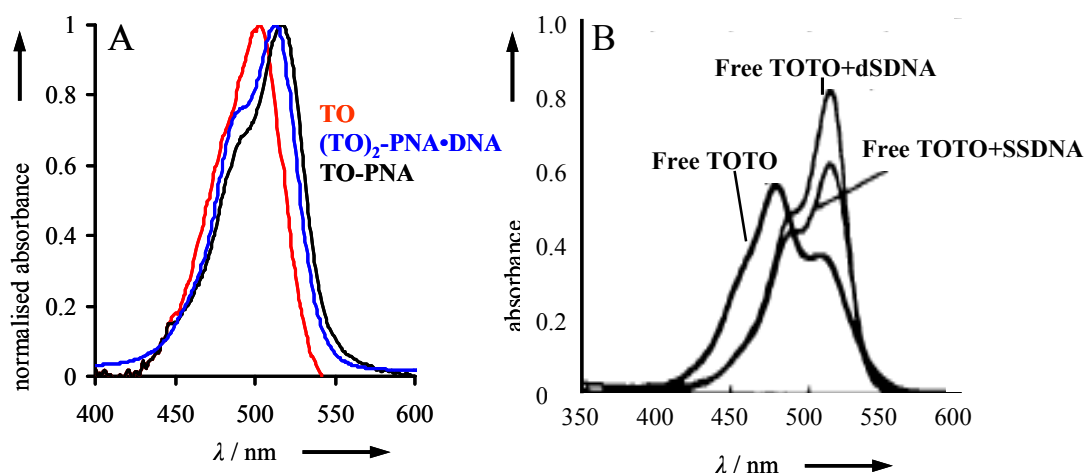 A
normalised absorbance
1
0.8
0.6
0.4
0.2
0
400
450
500
550
600
λ / nm
TO
(TO)2-PNA•DNA
TO-PNA
B
absorbance
1.0
0.8
0.6
0.4
0.2
0
350
400
450
500
550
600
λ / nm
Free TOTO+dSDNA
Free TOTO+SSDNA
Free TOTO